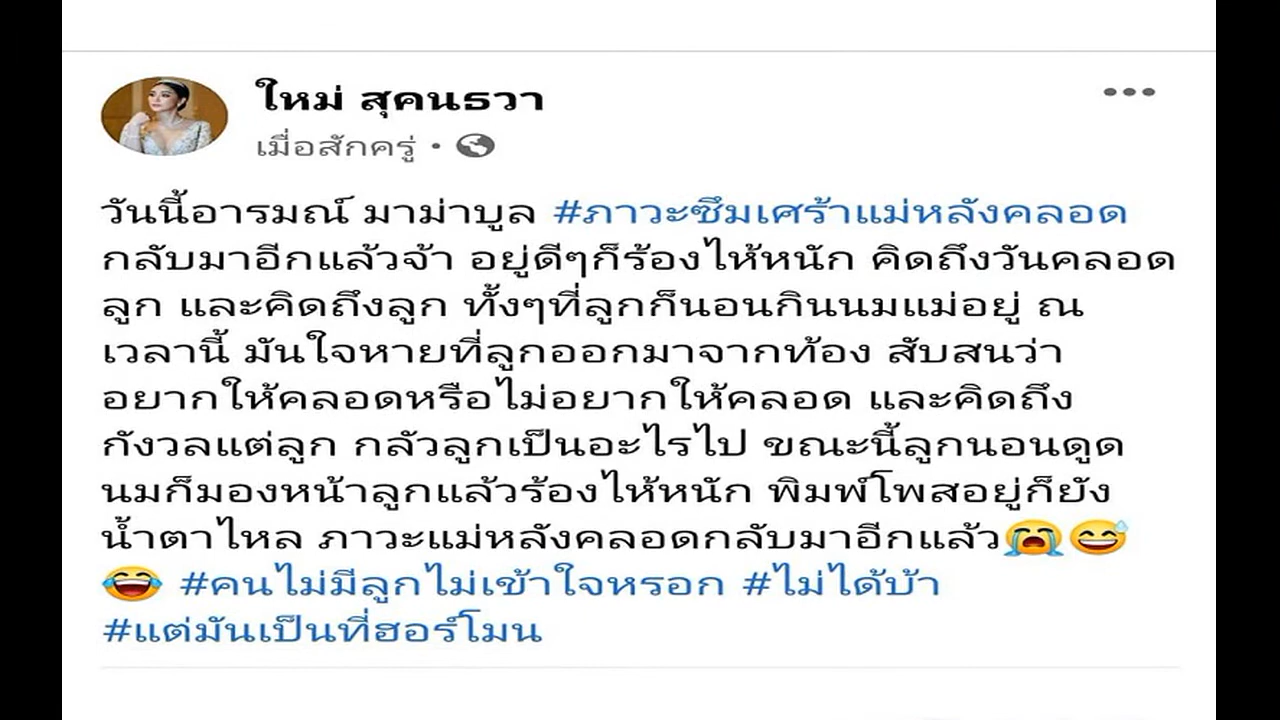 ใหม่ สุคนธวา
เมื่อสักครู่ ·
วันนี้อารมณ์ มาม่าบูล #ภาวะซึมเศร้าแม่หลังคลอด
กลับมาอีกแล้วจ้า อยู่ดีๆก็ร้องไห้หนัก คิดถึงวันคลอด
ลูก และคิดถึงลูก ทั้งๆที่ลูกก็นอนกินนมแม่อยู่ ณ
เวลานี้ มันใจหายที่ลูกออกมาจากท้อง สับสนว่า
อยากให้คลอดหรือไม่อยากให้คลอด และคิดถึง
กังวลแต่ลูก กลัวลูกเป็นอะไรไป ขณะนี้ลูกนอนดูด
นมก็มองหน้าลูกแล้วร้องไห้หนัก พิมพ์โพสอยู่ก็ยัง
น้ำตาไหล ภาวะแม่หลังคลอดกลับมาอีกแล้ว😭😅
😂 #คนไม่มีลูกไม่เข้าใจหรอก #ไม่ได้บ้า
#แต่มันเป็นที่ฮอร์โมน